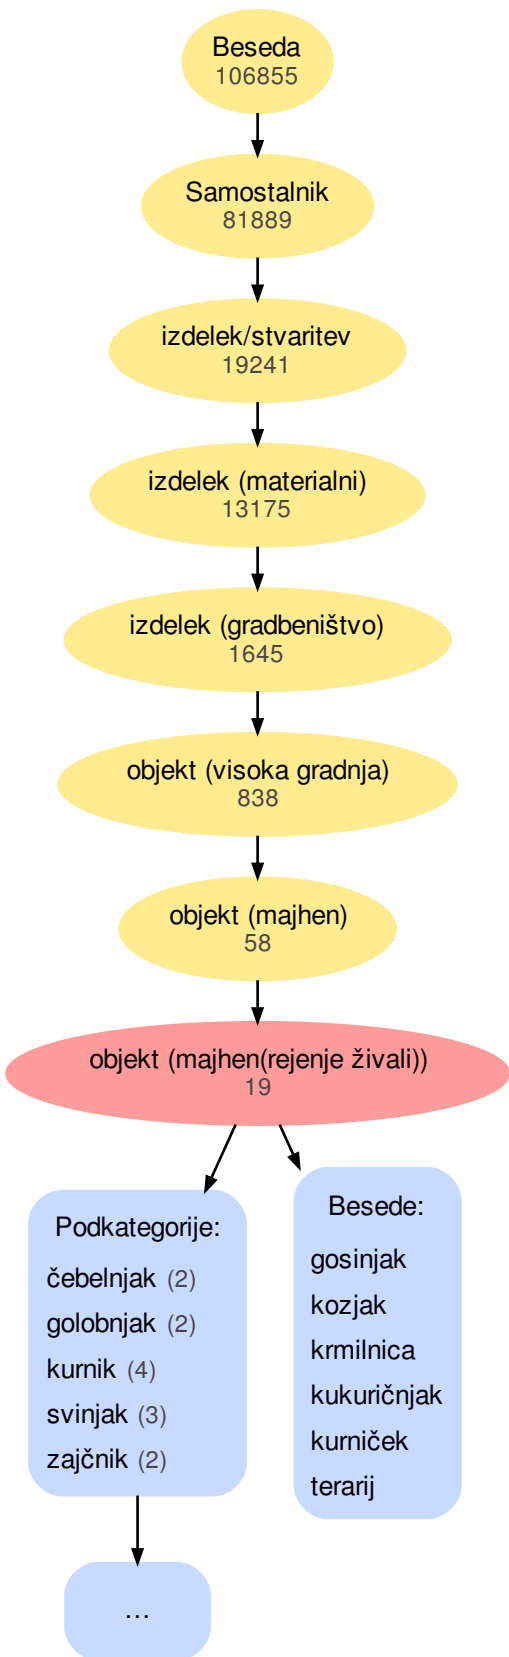 Beseda
106855
Samostalnik
81889
izdelek/stvaritev
19241
izdelek (materialni)
13175
izdelek (gradbeništvo)
1645
objekt (visoka gradnja)
838
objekt (majhen)
58
objekt (majhen(rejenje živali))
19
Podkategorije:
čebelnjak (2)
golobnjak (2)
kurnik (4)
svinjak (3)
zajčnik (2)
...
Besede:
gosinjak
kozjak
krmilnica
kukuričnjak
kurniček
terarij